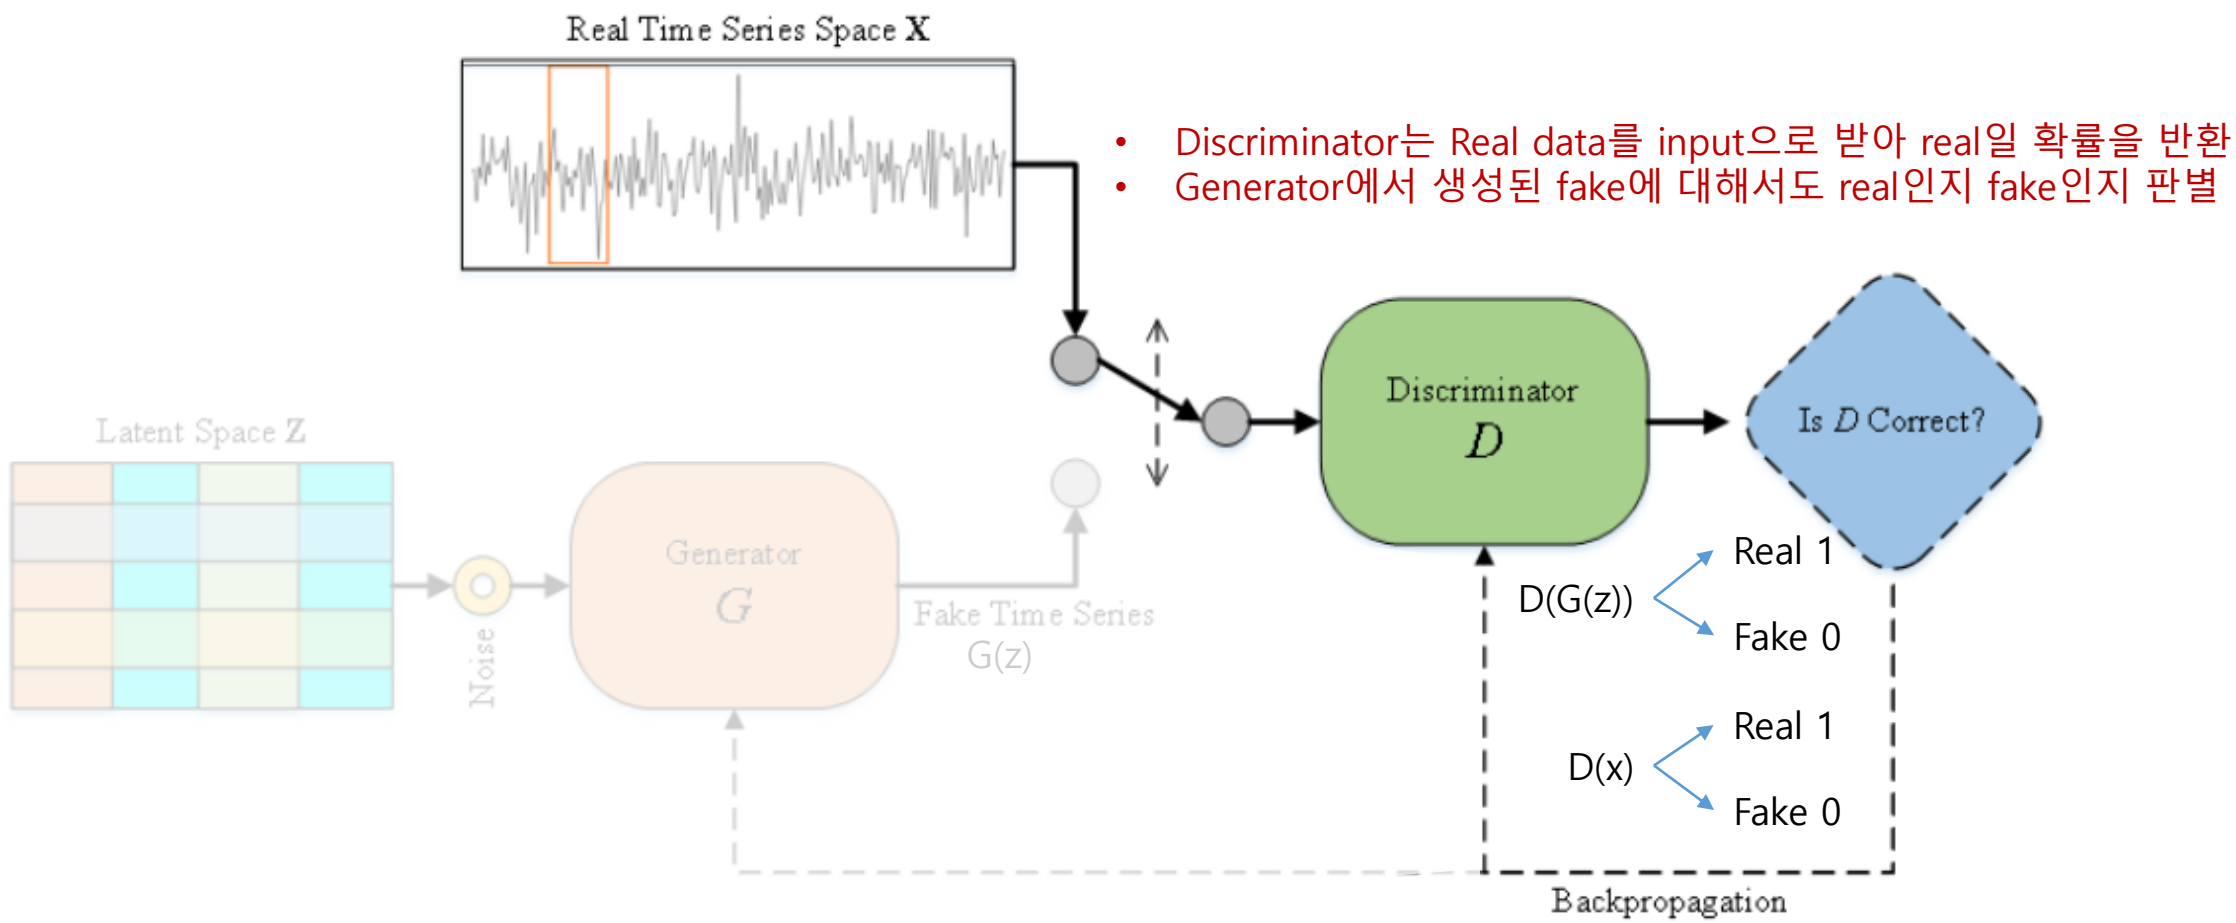 Real Time Series Space X
• Discriminator는 Real data를 input으로 받아 real일 확률을 반환
• Generator에서 생성된 fake에 대해서도 real인지 fake인지 판별
Latent Space Z
Noise
Generator
G
Fake Time Series
G(z)
Discriminator
D
Is D Correct?
D(G(z))
Real 1
Fake 0
D(x)
Real 1
Fake 0
Backpropagation